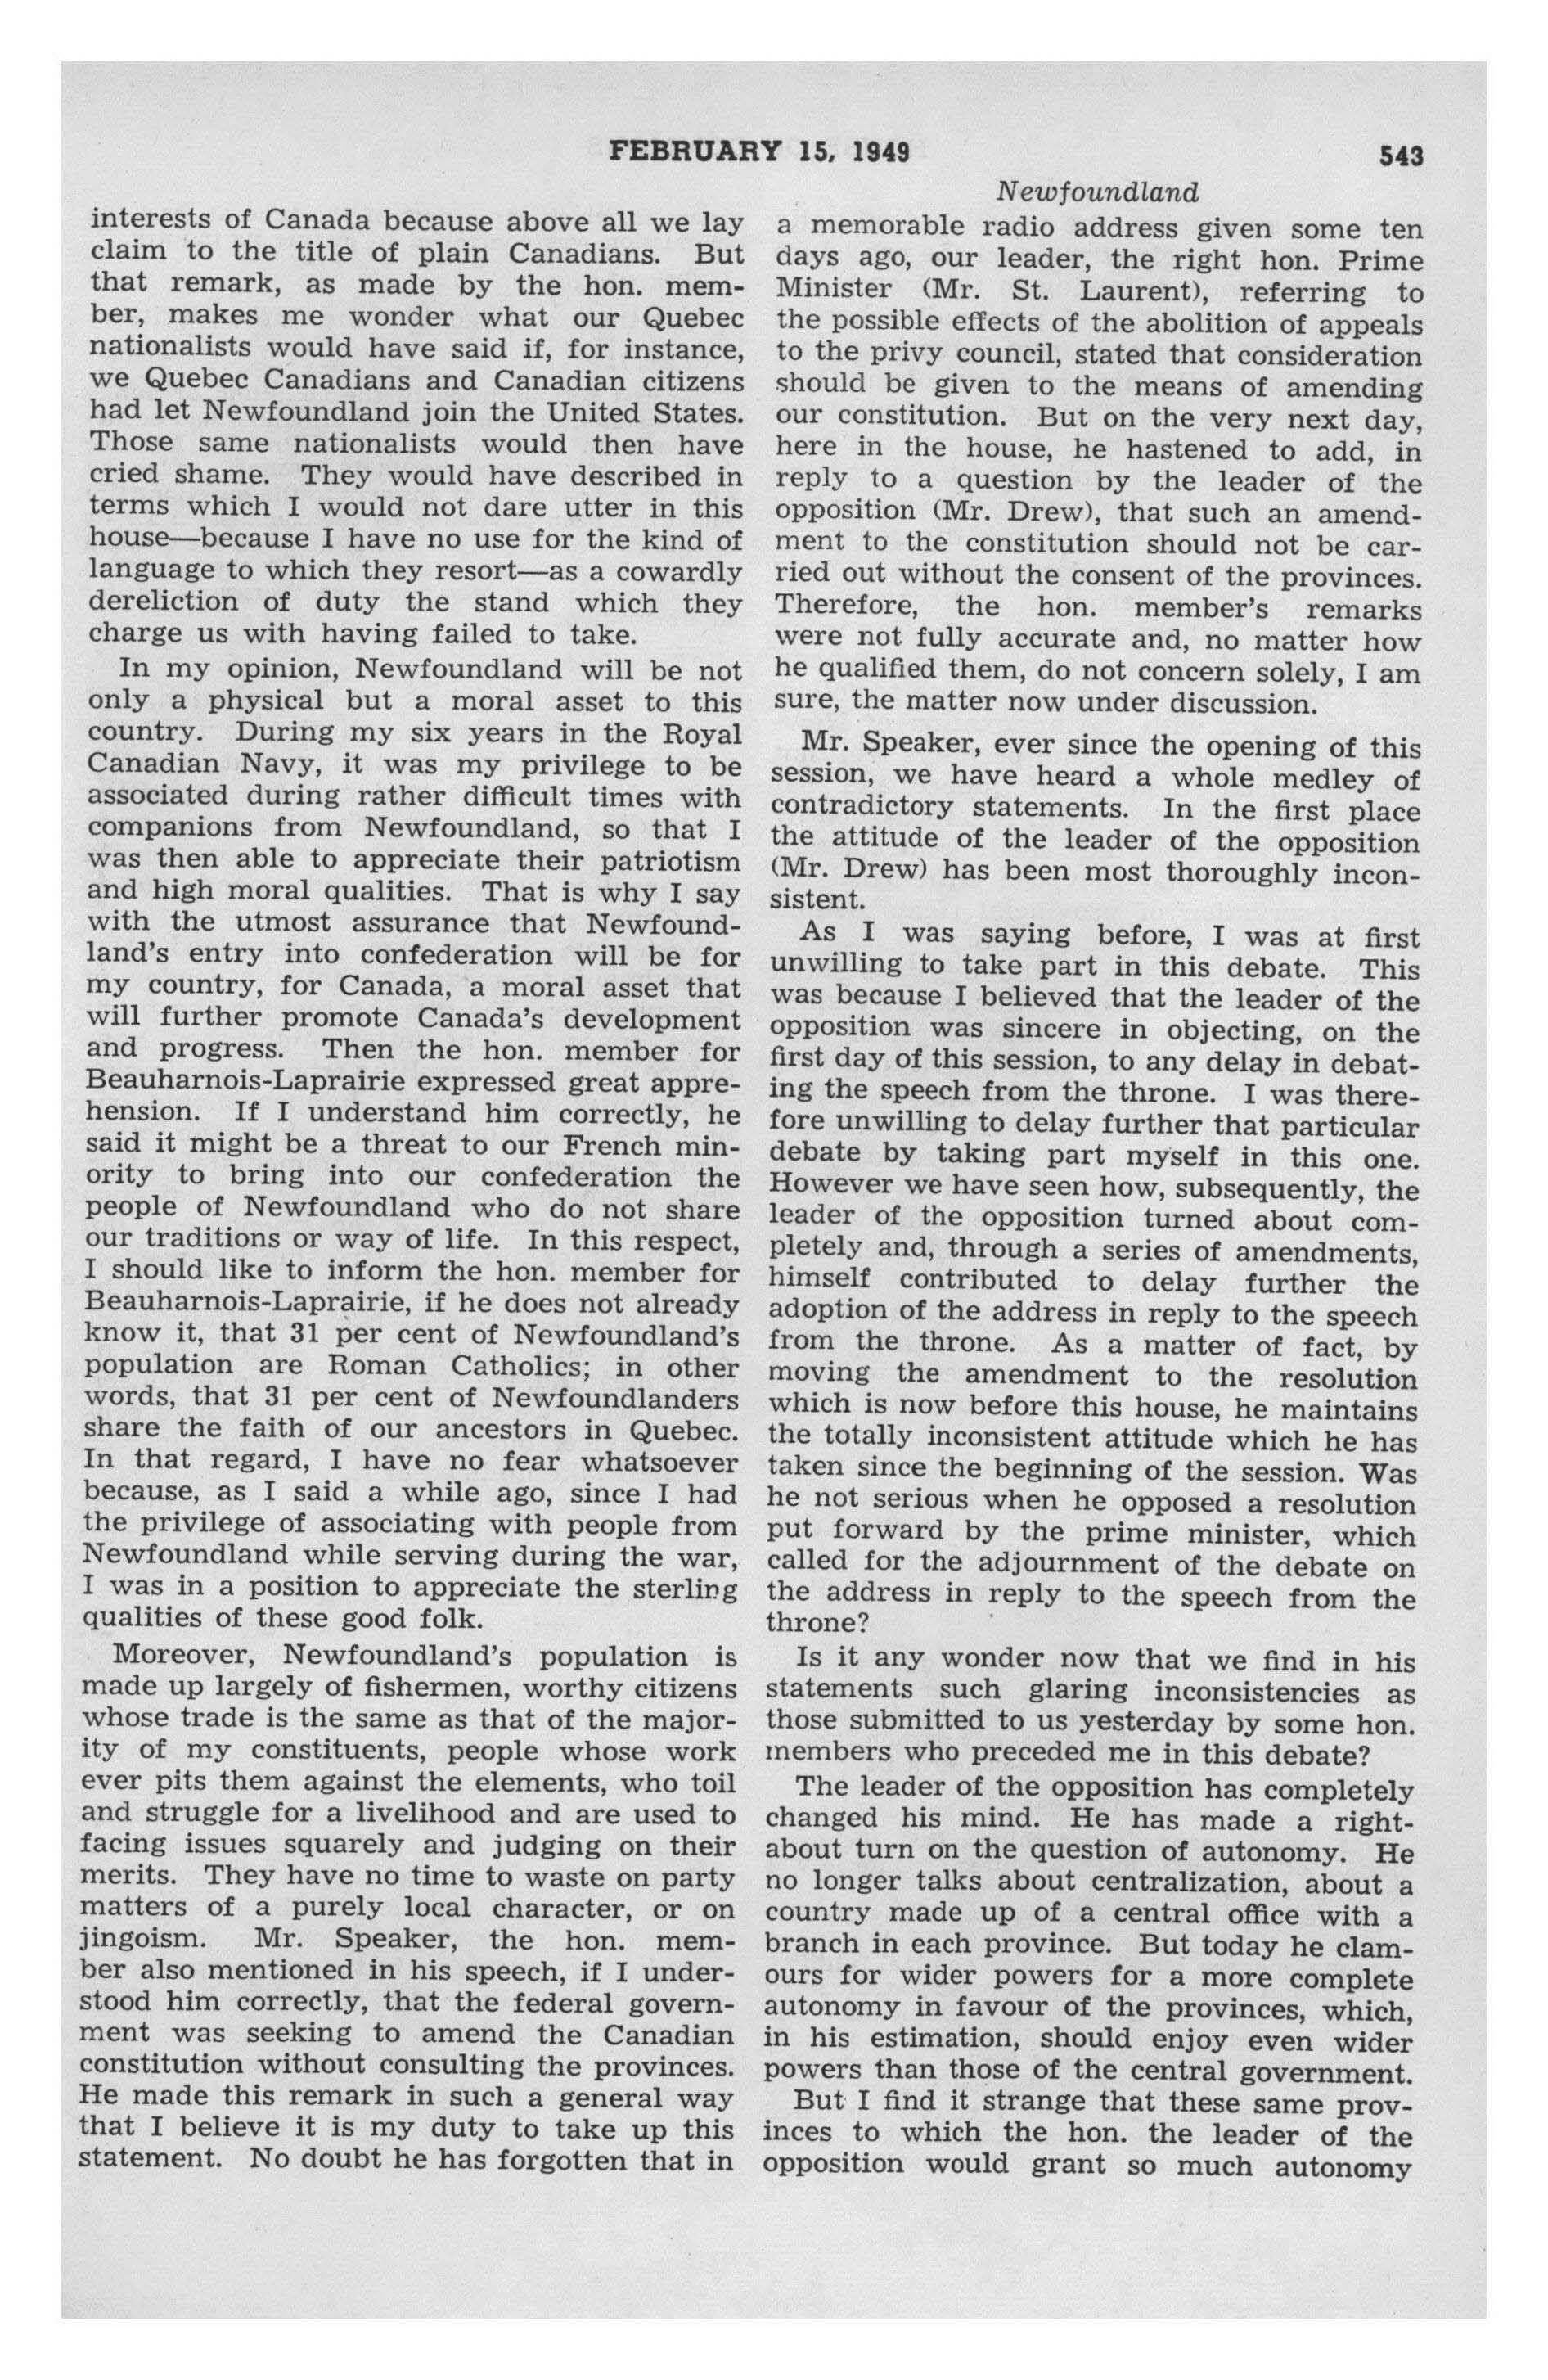 FEBRUARY 15, 1949
543
Newfoundland
interests of Canada because above all we lay
claim to the title of plain Canadians. But
that remark, as made by the hon. mem-
ber, makes me wonder what our Quebec
nationalists would have said if, for instance,
we Quebec Canadians and Canadian citizens
had let Newfoundland join the United States.
Those same nationalists would then have
cried shame. They would have described in
terms which I would not dare utter in this
house—because I have no use for the kind of
language to which they resort—as a cowardly
dereliction of duty the stand which they
charge us with having failed to take.
In my opinion, Newfoundland will be not
only a physical but a moral asset to this
country. During my six years in the Royal
Canadian Navy, it was my privilege to be
associated during rather difficult times with
companions from Newfoundland, so that I
was then able to appreciate their patriotism
and high moral qualities. That is why I say
with the utmost assurance that Newfound-
land's entry into confederation will be for
my country, for Canada, a moral asset that
will further promote Canada's development
and progress. Then the hon. member for
Beauharnois-Laprairie expressed great appre-
hension. If I understand him correctly, he
said it might be a threat to our French min-
ority to bring into our confederation the
people of Newfoundland who do not share
our traditions or way of life. In this respect,
I should like to inform the hon. member for
Beauharnois-Laprairie, if he does not already
know it, that 31 per cent of Newfoundland's
population are Roman Catholics; in other
words, that 31 per cent of Newfoundlanders
share the faith of our ancestors in Quebec.
In that regard, I have no fear whatsoever
because, as I said a while ago, since I had
the privilege of associating with people from
Newfoundland while serving during the war,
I was in a position to appreciate the sterling
qualities of these good folk.
Moreover, Newfoundland's population is
made up largely of fishermen, worthy citizens
whose trade is the same as that of the major-
ity of my constituents, people whose work
ever pits them against the elements, who toil
and struggle for a livelihood and are used to
facing issues squarely and judging on their
merits. They have no time to waste on party
matters of a purely local character, or on
jingoism. Mr. Speaker, the hon. mem-
ber also mentioned in his speech, if I under-
stood him correctly, that the federal govern-
ment was seeking to amend the Canadian
constitution without consulting the provinces.
He made this remark in such a general way
that I believe it is my duty to take up this
statement. No doubt he has forgotten that in
a memorable radio address given some ten
days ago, our leader, the right hon. Prime
Minister (Mr. St. Laurent), referring to
the possible effects of the abolition of appeals
to the privy council, stated that consideration
should be given to the means of amending
our constitution. But on the very next day,
here in the house, he hastened to add, in
reply to a question by the leader of the
opposition (Mr. Drew), that such an amend-
ment to the constitution should not be car-
ried out without the consent of the provinces.
Therefore, the hon. member's remarks
were not fully accurate and, no matter how
he qualified them, do not concern solely, I am
sure, the matter now under discussion.
Mr. Speaker, ever since the opening of this
session, we have heard a whole medley of
contradictory statements. In the first place
the attitude of the leader of the opposition
(Mr. Drew) has been most thoroughly incon-
sistent.
As I was saying before, I was at first
unwilling to take part in this debate. This
was because I believed that the leader of the
opposition was sincere in objecting, on the
first day of this session, to any delay in debat-
ing the speech from the throne. I was there-
fore unwilling to delay further that particular
debate by taking part myself in this one.
However we have seen how, subsequently, the
leader of the opposition turned about com-
pletely and, through a series of amendments,
himself contributed to delay further the
adoption of the address in reply to the speech
from the throne. As a matter of fact, by
moving the amendment to the resolution
which is now before this house, he maintains
the totally inconsistent attitude which he has
taken since the beginning of the session. Was
he not serious when he opposed a resolution
put forward by the prime minister, which
called for the adjournment of the debate on
the address in reply to the speech from the
throne?
Is it any wonder now that we find in his
statements such glaring inconsistencies as
those submitted to us yesterday by some hon.
members who preceded me in this debate?
The leader of the opposition has completely
changed his mind. He has made a right-
about turn on the question of autonomy. He
no longer talks about centralization, about a
country made up of a central office with a
branch in each province. But today he clam-
ours for wider powers for a more complete
autonomy in favour of the provinces, which,
in his estimation, should enjoy even wider
powers than those of the central government.
But I find it strange that these same prov-
inces to which the hon. the leader of the
opposition would grant so much autonomy